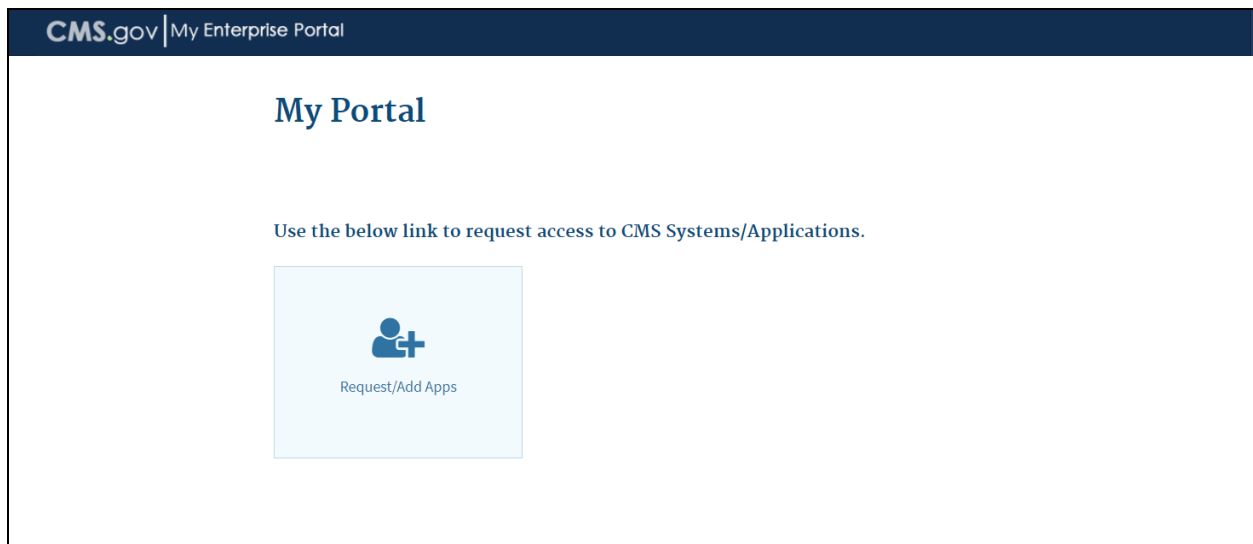 CMS.gov My Enterprise Portal
My Portal
Use the below link to request access to CMS Systems/Applications.
Request/Add Apps